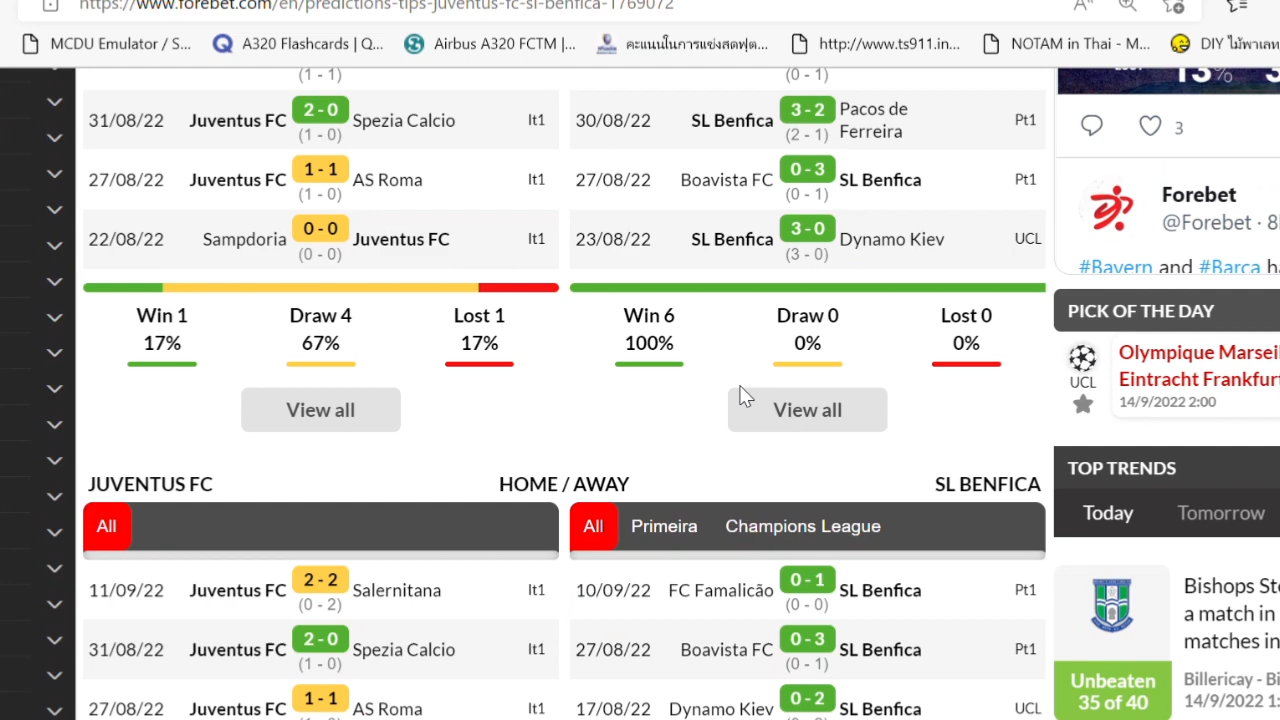 https://www.forebet.com/en/predictions-tips-juventus-fc-sl-benfica-1769072
MCDU Emulator / S...
A320 Flashcards | Q...
Airbus A320 FCTM |...
คะแนนในการแข่งสดฟุต...
http://www.ts911.in...
NOTAM in Thai - M...
DIY ไม้พาเลท
(1 - 1)
(0 - 1)
31/08/22 Juventus FC 2 - 0 Spezia Calcio It1
(1 - 0)
30/08/22 SL Benfica 3 - 2 Pacos de Ferreira Pt1
(2 - 1)
27/08/22 Juventus FC 1 - 1 AS Roma It1
(1 - 0)
27/08/22 Boavista FC 0 - 3 SL Benfica Pt1
(0 - 1)
22/08/22 Sampdoria 0 - 0 Juventus FC It1
(0 - 0)
23/08/22 SL Benfica 3 - 0 Dynamo Kiev UCL
(3 - 0)
Win 1 Draw 4 Lost 1
17% 67% 17%
Win 6 Draw 0 Lost 0
100% 0% 0%
View all
View all
JUVENTUS FC HOME / AWAY SL BENFICA
All
All Primeira Champions League
11/09/22 Juventus FC 2 - 2 Salernitana It1
(0 - 2)
10/09/22 FC Famalicão 0 - 1 SL Benfica Pt1
(0 - 0)
31/08/22 Juventus FC 2 - 0 Spezia Calcio It1
(1 - 0)
27/08/22 Boavista FC 0 - 3 SL Benfica Pt1
(0 - 1)
27/08/22 Juventus FC 1 - 1 AS Roma It1
17/08/22 Dynamo Kiev 0 - 2 SL Benfica UCL
13%
3
Forebet
@Forebet · 8
#Bayern and #Barca ha
PICK OF THE DAY
UCL
Olympique Marseil
Eintracht Frankfurt
14/9/2022 2:00
TOP TRENDS
Today Tomorrow
Bishops Sto
a match in
matches in
Unbeaten
35 of 40
Billericay - Bi
14/9/2022 1: